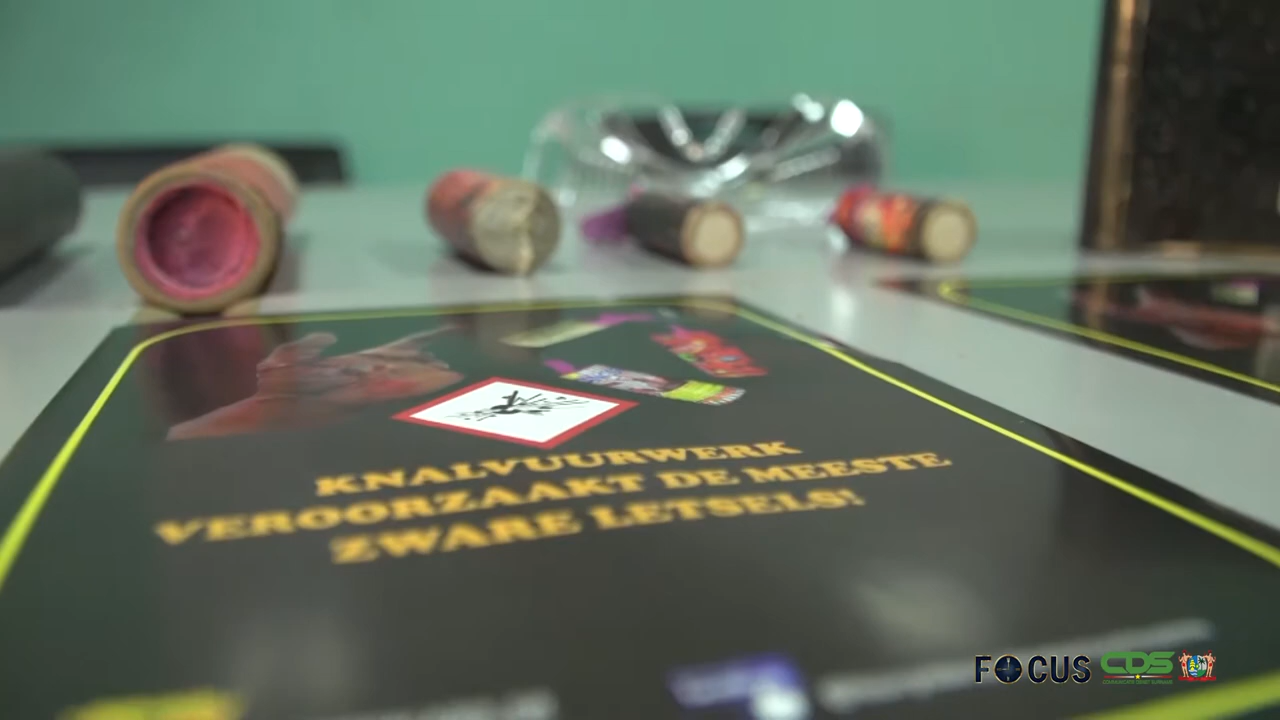 KNALVUURWERK
VEROORZAAKT DE MEESTE
ZWARE LETSELS!
FOCUS CDS